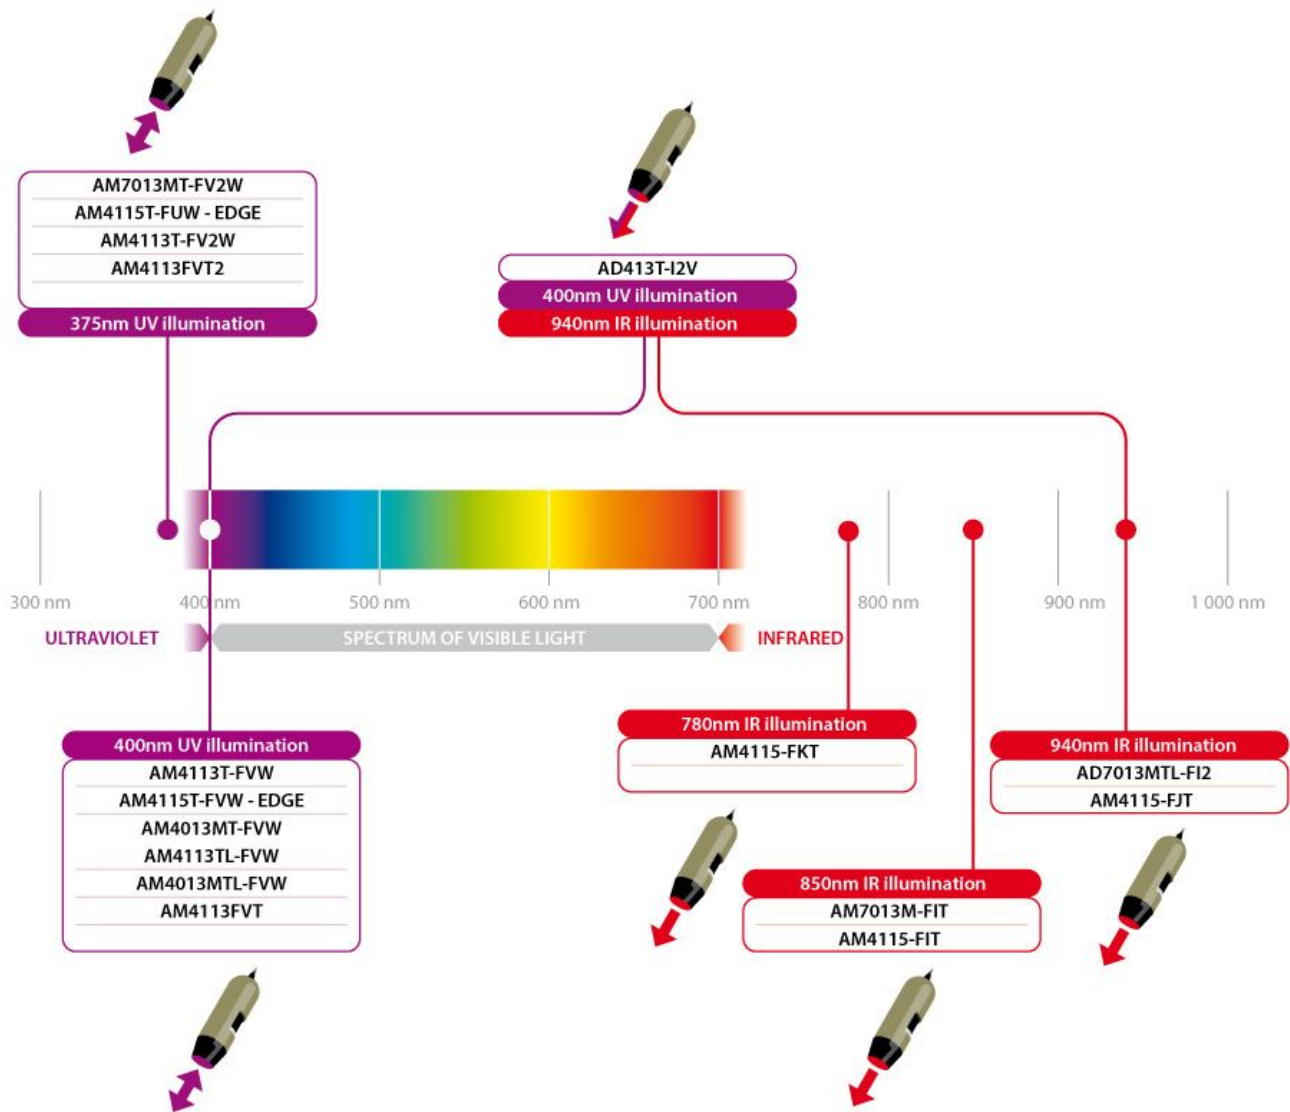 AM7013MT-FV2W
AM4115T-FUW - EDGE
AM4113T-FV2W
AM4113FVT2
375nm UV illumination
AD413T-I2V
400nm UV illumination
940nm IR illumination
300 nm
400 nm
500 nm
600 nm
700 nm
800 nm
900 nm
1 000 nm
ULTRAVIOLET
SPECTRUM OF VISIBLE LIGHT
INFRARED
400nm UV illumination
AM4113T-FVW
AM4115T-FVW - EDGE
AM4013MT-FVW
AM4113TL-FVW
AM4013MTL-FVW
AM4113FVT
780nm IR illumination
AM4115-FKT
850nm IR illumination
AM7013M-FIT
AM4115-FIT
940nm IR illumination
AD7013MTL-FI2
AM4115-FJT